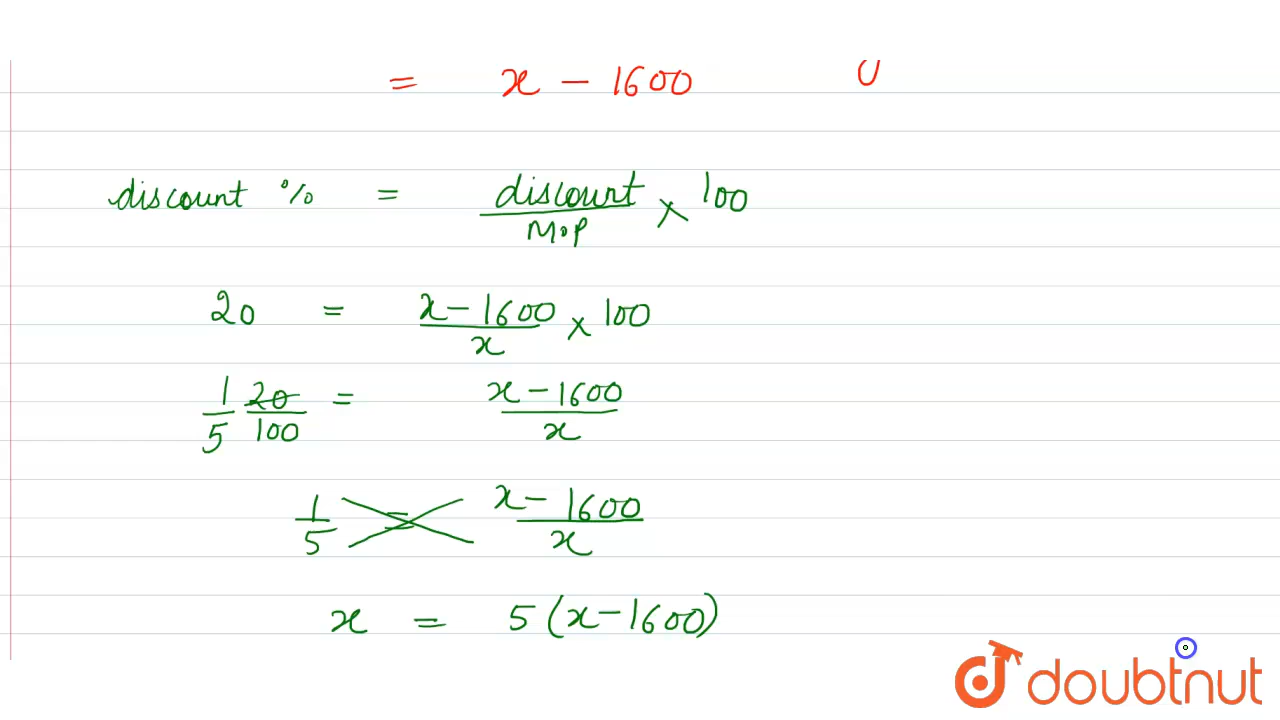 = x - 1600
discount % = discount/M.P × 100
20 = x - 1600/x × 100
1/5 20/100 = x - 1600/x
1/5 = x - 1600/x
x = 5(x - 1600)
doubtnut